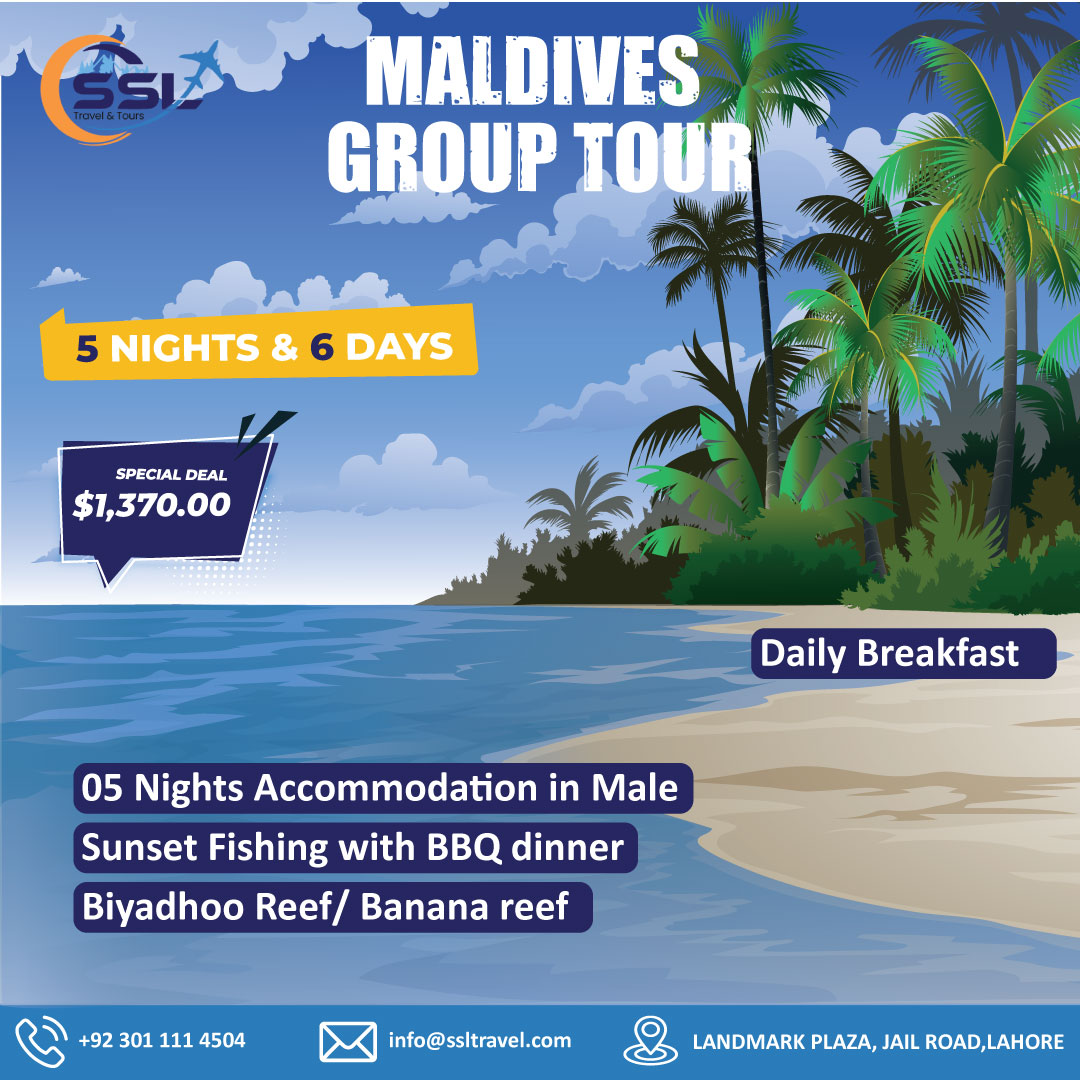 SSL
Travel & Tours
MALDIVES
GROUP TOUR
5 NIGHTS & 6 DAYS
SPECIAL DEAL
$1,370.00
Daily Breakfast
05 Nights Accommodation in Male
Sunset Fishing with BBQ dinner
Biyadhoo Reef/ Banana reef
+92 301 111 4504
info@ssltravel.com
LANDMARK PLAZA, JAIL ROAD,LAHORE